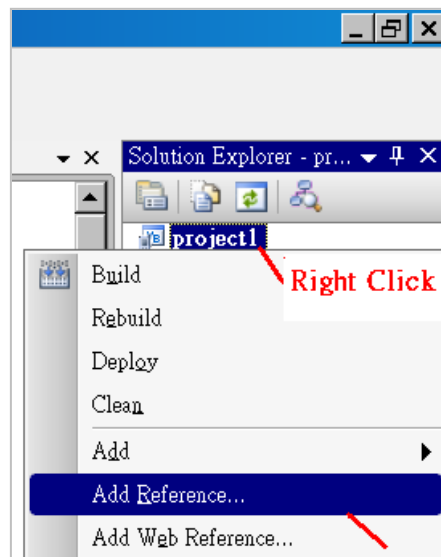 Solution Explorer - pr...
project1
Right Click
Build
Rebuild
Deploy
Clean
Add
Add Reference...
Add Web Reference...